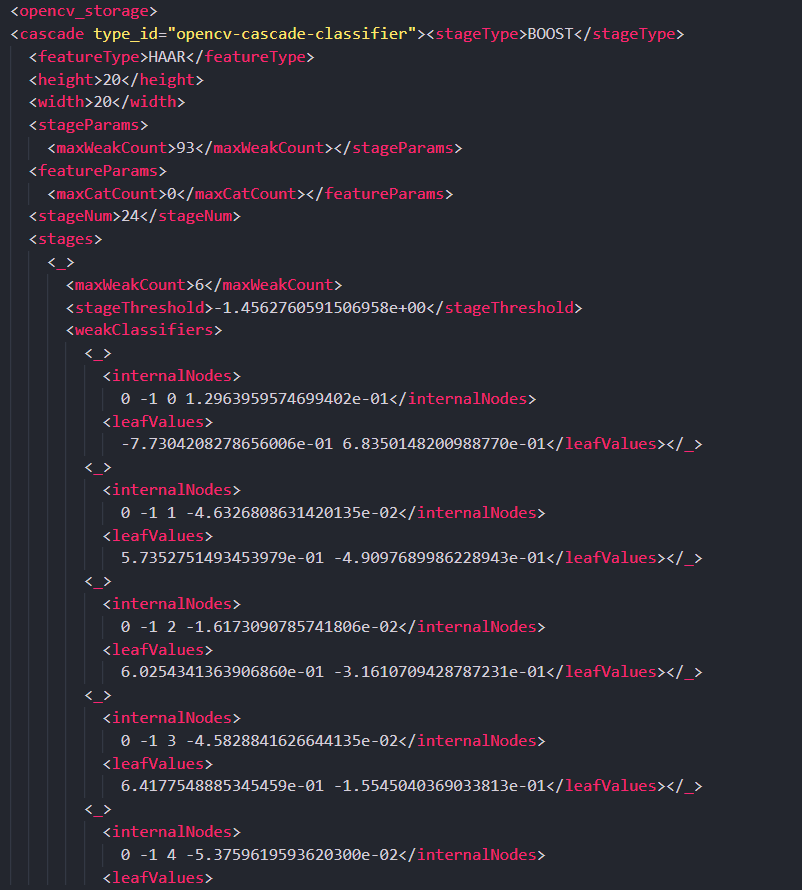 <opencv_storage>
<cascade type_id="opencv-cascade-classifier"><stageType>BOOST</stageType>
<featureType>HAAR</featureType>
<height>20</height>
<width>20</width>
<stageParams>
<maxWeakCount>93</maxWeakCount></stageParams>
<featureParams>
<maxCatCount>0</maxCatCount></featureParams>
<stageNum>24</stageNum>
<stages>
<_>
<maxWeakCount>6</maxWeakCount>
<stageThreshold>-1.4562760591506958e+00</stageThreshold>
<weakClassifiers>
<_>
<internalNodes>
0 -1 0 1.2963959574699402e-01</internalNodes>
<leafValues>
-7.7304208278656006e-01 6.8350148200988770e-01</leafValues></_>
<_>
<internalNodes>
0 -1 1 -4.6326808631420135e-02</internalNodes>
<leafValues>
5.7352751493453979e-01 -4.9097689986228943e-01</leafValues></_>
<_>
<internalNodes>
0 -1 2 -1.6173090785741806e-02</internalNodes>
<leafValues>
6.0254341363906860e-01 -3.1610709428787231e-01</leafValues></_>
<_>
<internalNodes>
0 -1 3 -4.5828841626644135e-02</internalNodes>
<leafValues>
6.4177548885345459e-01 -1.5545040369033813e-01</leafValues></_>
<_>
<internalNodes>
0 -1 4 -5.3759619593620300e-02</internalNodes>
<leafValues>